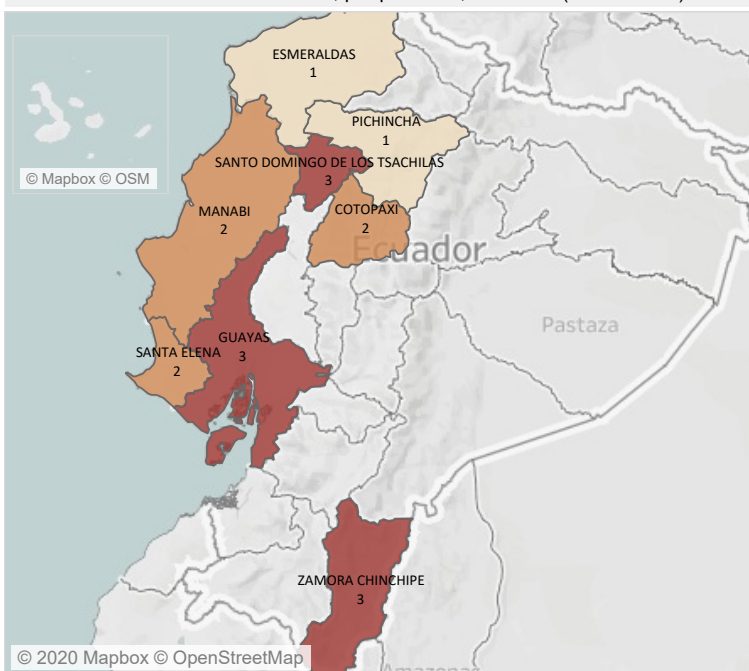 ESMERALDAS
1
PICHINCHA
1
SANTO DOMINGO DE LOS TSACHILAS
3
© Mapbox © OSM
MANABI
2
COTOPAXI
2
Ecuador
Pastaza
GUAYAS
3
SANTA ELENA
2
ZAMORA CHINCHIPE
3
© 2020 Mapbox © OpenStreetMap
Amazonas